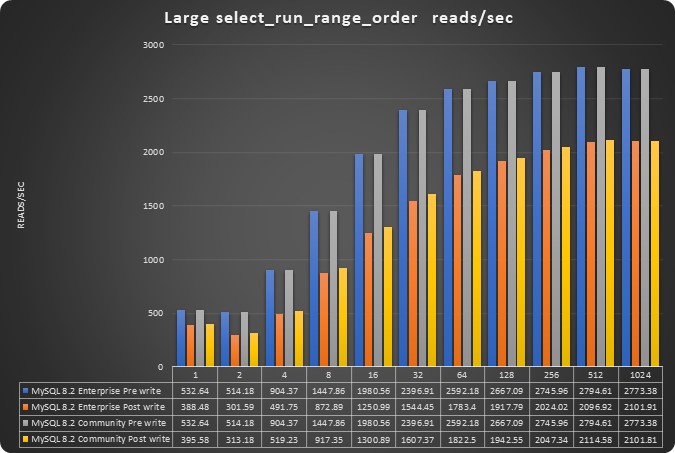 Large select_run_range_order reads/sec
3000
2500
2000
1500
1000
500
0
READS/SEC
1 2 4 8 16 32 64 128 256 512 1024
MySQL 8.2 Enterprise Pre write 532.64 514.18 904.37 1447.86 1980.56 2396.91 2592.18 2667.09 2745.96 2794.61 2773.38
MySQL 8.2 Enterprise Post write 388.48 301.59 491.75 872.89 1250.99 1544.45 1783.4 1917.79 2024.02 2096.92 2101.91
MySQL 8.2 Community Pre write 532.64 514.18 904.37 1447.86 1980.56 2396.91 2592.18 2667.09 2745.96 2794.61 2773.38
MySQL 8.2 Community Post write 395.58 313.18 519.23 917.35 1300.89 1607.37 1822.5 1942.55 2047.34 2114.58 2101.81